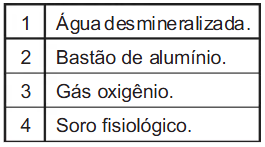 1 Água desmineralizada.
2 Bastão de alumínio.
3 Gás oxigênio.
4 Soro fisiológico.